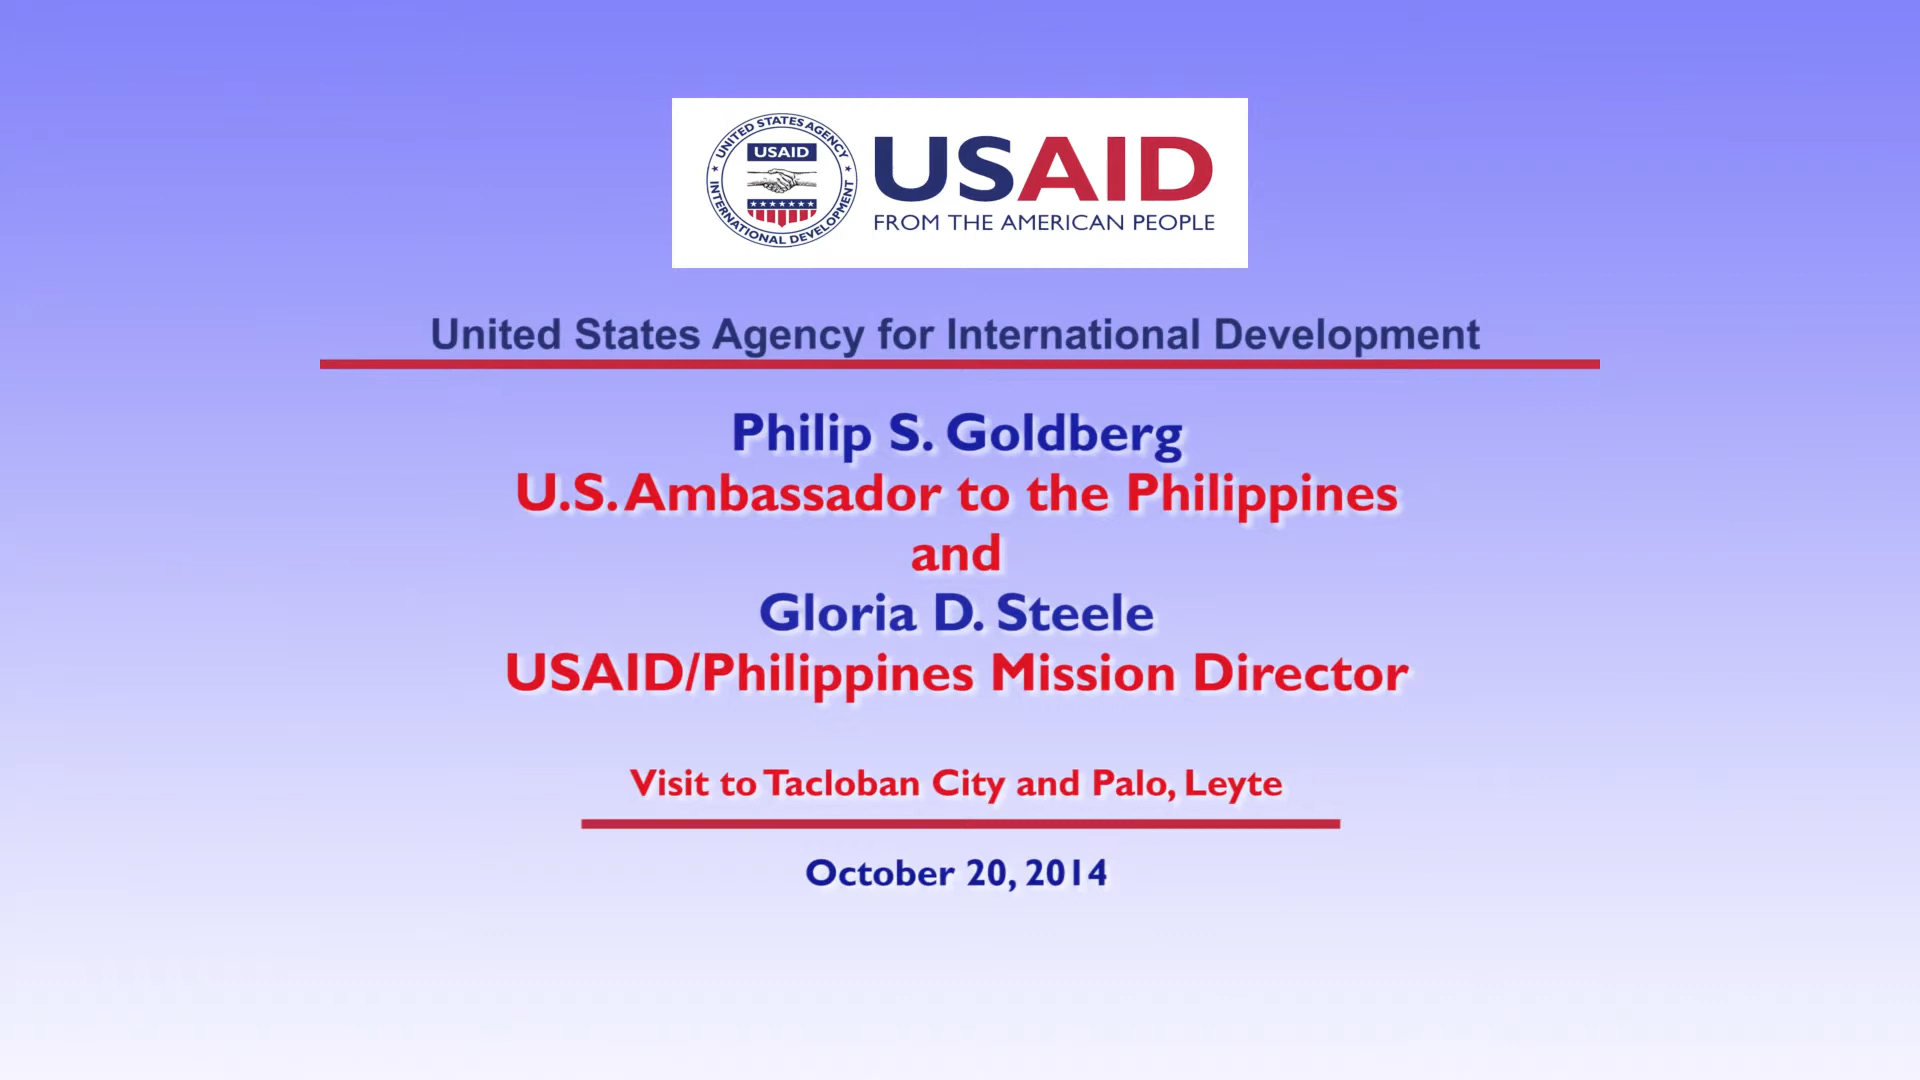 UNITED STATES AGENCY
USAID
INTERNATIONAL DEVELOPMENT
USAID
FROM THE AMERICAN PEOPLE
United States Agency for International Development
Philip S. Goldberg
U.S. Ambassador to the Philippines
and
Gloria D. Steele
USAID/Philippines Mission Director
Visit to Tacloban City and Palo, Leyte
October 20, 2014